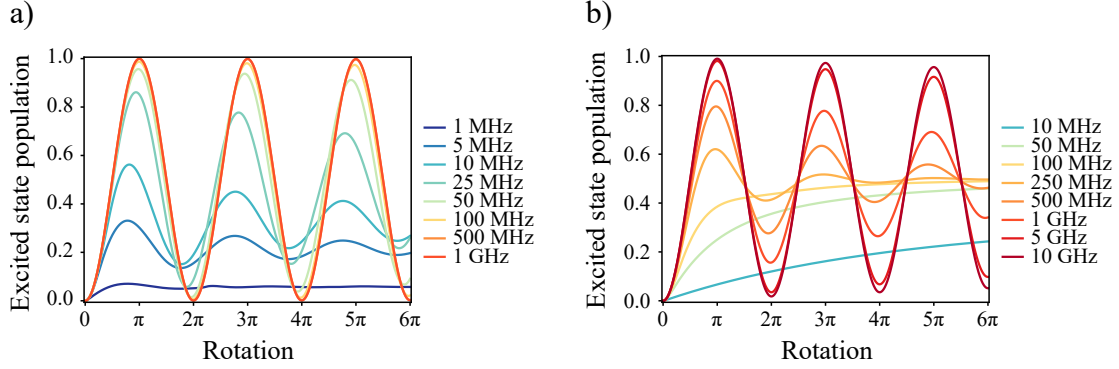 a)
Excited state population
1.0
0.8
0.6
0.4
0.2
0.0
0 π 2π 3π 4π 5π 6π
Rotation
1 MHz
5 MHz
10 MHz
25 MHz
50 MHz
100 MHz
500 MHz
1 GHz
b)
Excited state population
1.0
0.8
0.6
0.4
0.2
0.0
0 π 2π 3π 4π 5π 6π
Rotation
10 MHz
50 MHz
100 MHz
250 MHz
500 MHz
1 GHz
5 GHz
10 GHz